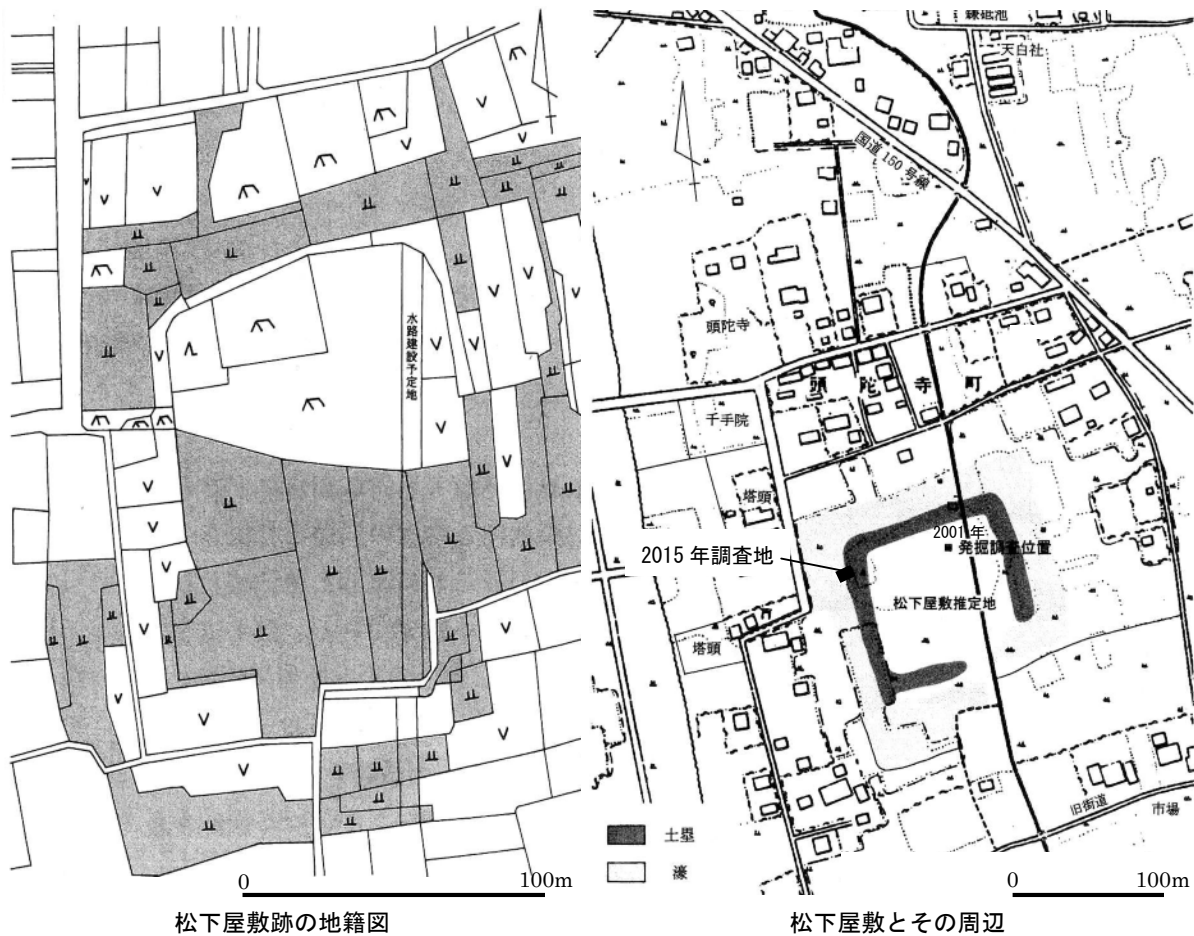 水路建設予定地
0 100m
松下屋敷跡の地籍図
鎌砥池
天白社
国道150号線
頭陀寺
頭陀寺町
千手院
塔頭
2001年
発掘調査位置
2015年調査地
松下屋敷推定地
塔頭
旧街道
市場
土塁
濠
0 100m
松下屋敷とその周辺